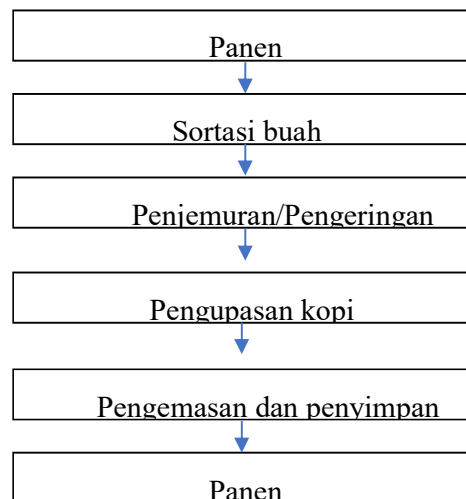 Panen
Sortasi buah
Penjemuran/Pengeringan
Pengupasan kopi
Pengemasan dan penyimpan
Panen